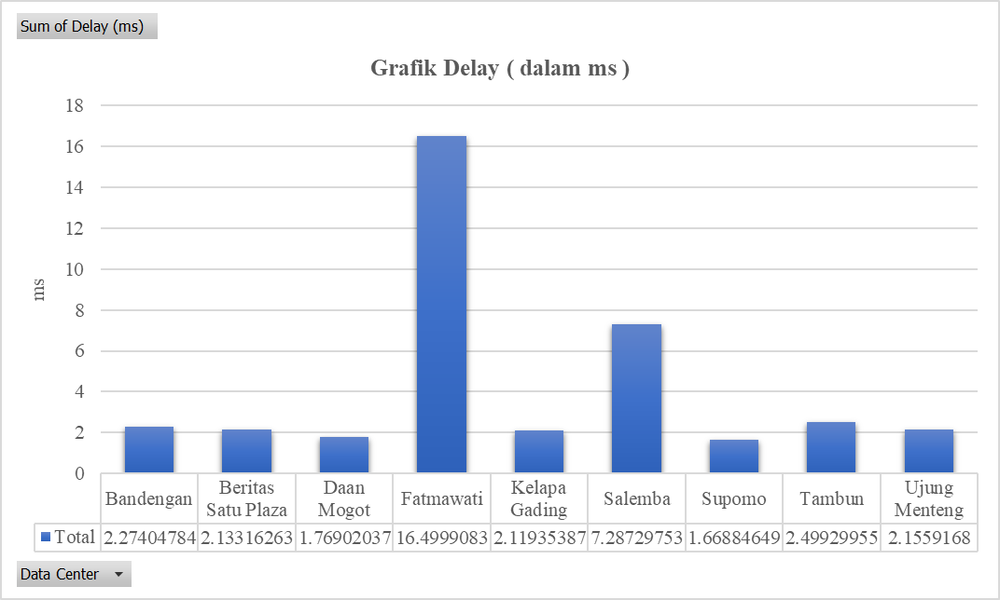 Sum of Delay (ms)
Grafik Delay ( dalam ms )
18
16
14
12
10
8
6
4
2
0
ms
Bandengan
Beritas Satu Plaza
Daan Mogot
Fatmawati
Kelapa Gading
Salemba
Supomo
Tambun
Ujung Menteng
Total 2.27404784 2.13316263 1.76902037 16.4999083 2.11935387 7.28729753 1.66884649 2.49929955 2.1559168
Data Center